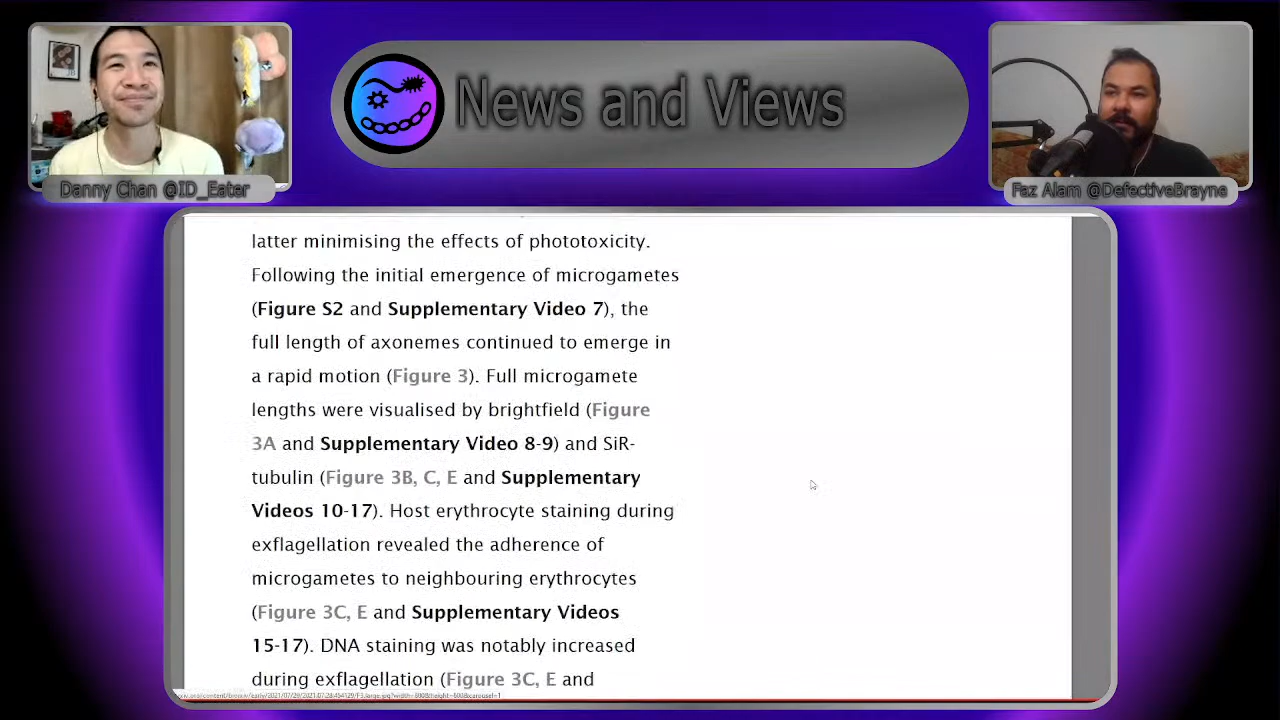 News and Views
Danny Chan @ID_Eater
Faz Alam @DefectiveBrayne
latter minimising the effects of phototoxicity.
Following the initial emergence of microgametes
(Figure S2 and Supplementary Video 7), the
full length of axonemes continued to emerge in
a rapid motion (Figure 3). Full microgamete
lengths were visualised by brightfield (Figure
3A and Supplementary Video 8-9) and SiR-
tubulin (Figure 3B, C, E and Supplementary
Videos 10-17). Host erythrocyte staining during
exflagellation revealed the adherence of
microgametes to neighbouring erythrocytes
(Figure 3C, E and Supplementary Videos
15-17). DNA staining was notably increased
during exflagellation (Figure 3C, E and